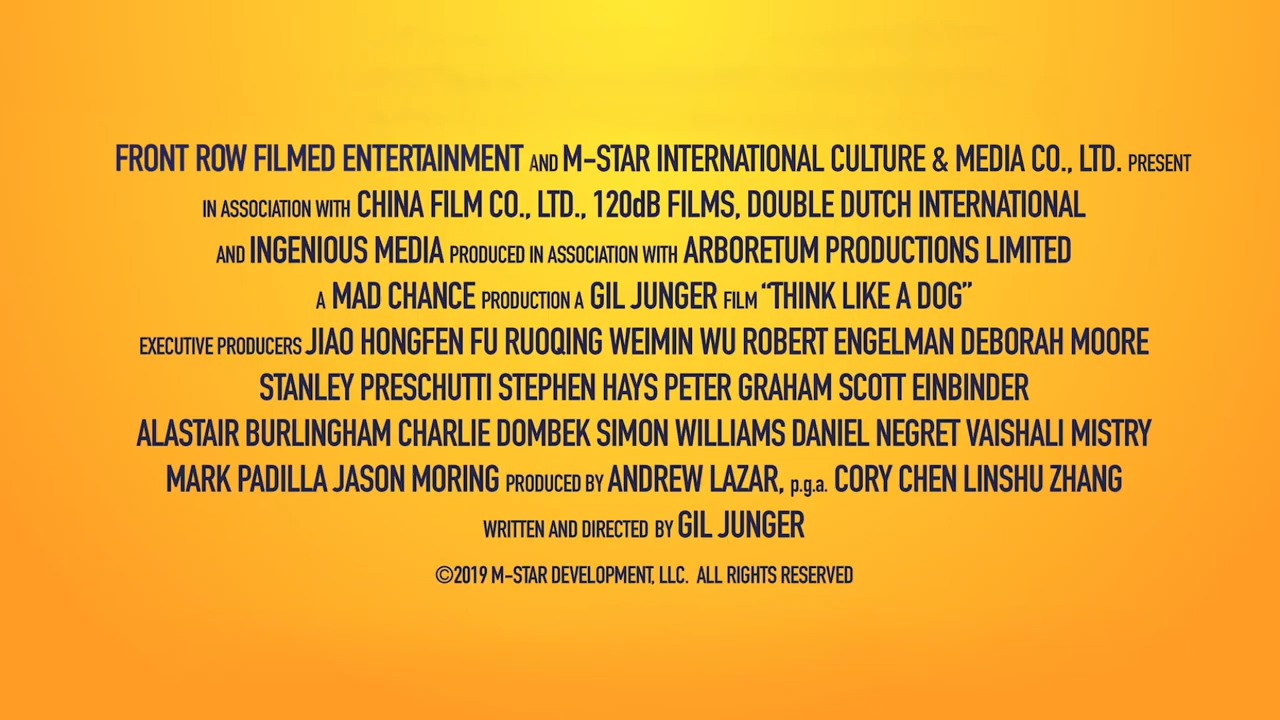 FRONT ROW FILMED ENTERTAINMENT AND M-STAR INTERNATIONAL CULTURE & MEDIA CO., LTD. PRESENT
IN ASSOCIATION WITH CHINA FILM CO., LTD., 120dB FILMS, DOUBLE DUTCH INTERNATIONAL
AND INGENIOUS MEDIA PRODUCED IN ASSOCIATION WITH ARBORETUM PRODUCTIONS LIMITED
A MAD CHANCE PRODUCTION A GIL JUNGER FILM “THINK LIKE A DOG”
EXECUTIVE PRODUCERS JIAO HONGFEN FU RUOQING WEIMIN WU ROBERT ENGELMAN DEBORAH MOORE
STANLEY PRESCHUTTI STEPHEN HAYS PETER GRAHAM SCOTT EINBINDER
ALASTAIR BURLINGHAM CHARLIE DOMBEK SIMON WILLIAMS DANIEL NEGRET VAISHALI MISTRY
MARK PADILLA JASON MORING PRODUCED BY ANDREW LAZAR, p.g.a. CORY CHEN LINSHU ZHANG
WRITTEN AND DIRECTED BY GIL JUNGER
©2019 M-STAR DEVELOPMENT, LLC. ALL RIGHTS RESERVED